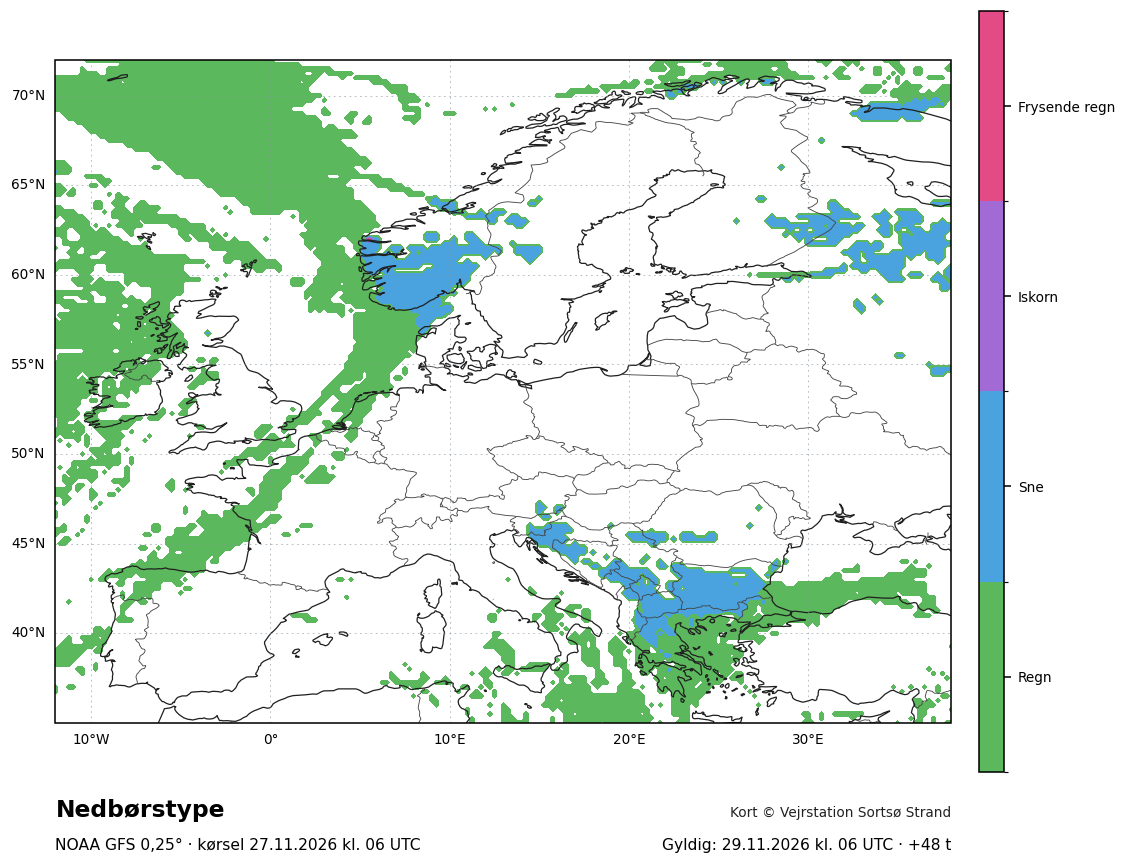 70°N
65°N
60°N
55°N
50°N
45°N
40°N
10°W
0°
10°E
20°E
30°E
Frysende regn
Iskorn
Sne
Regn
Nedbørstype
Kort © Vejrstation Sortsø Strand
NOAA GFS 0,25° · kørsel 27.11.2026 kl. 06 UTC
Gyldig: 29.11.2026 kl. 06 UTC · +48 t